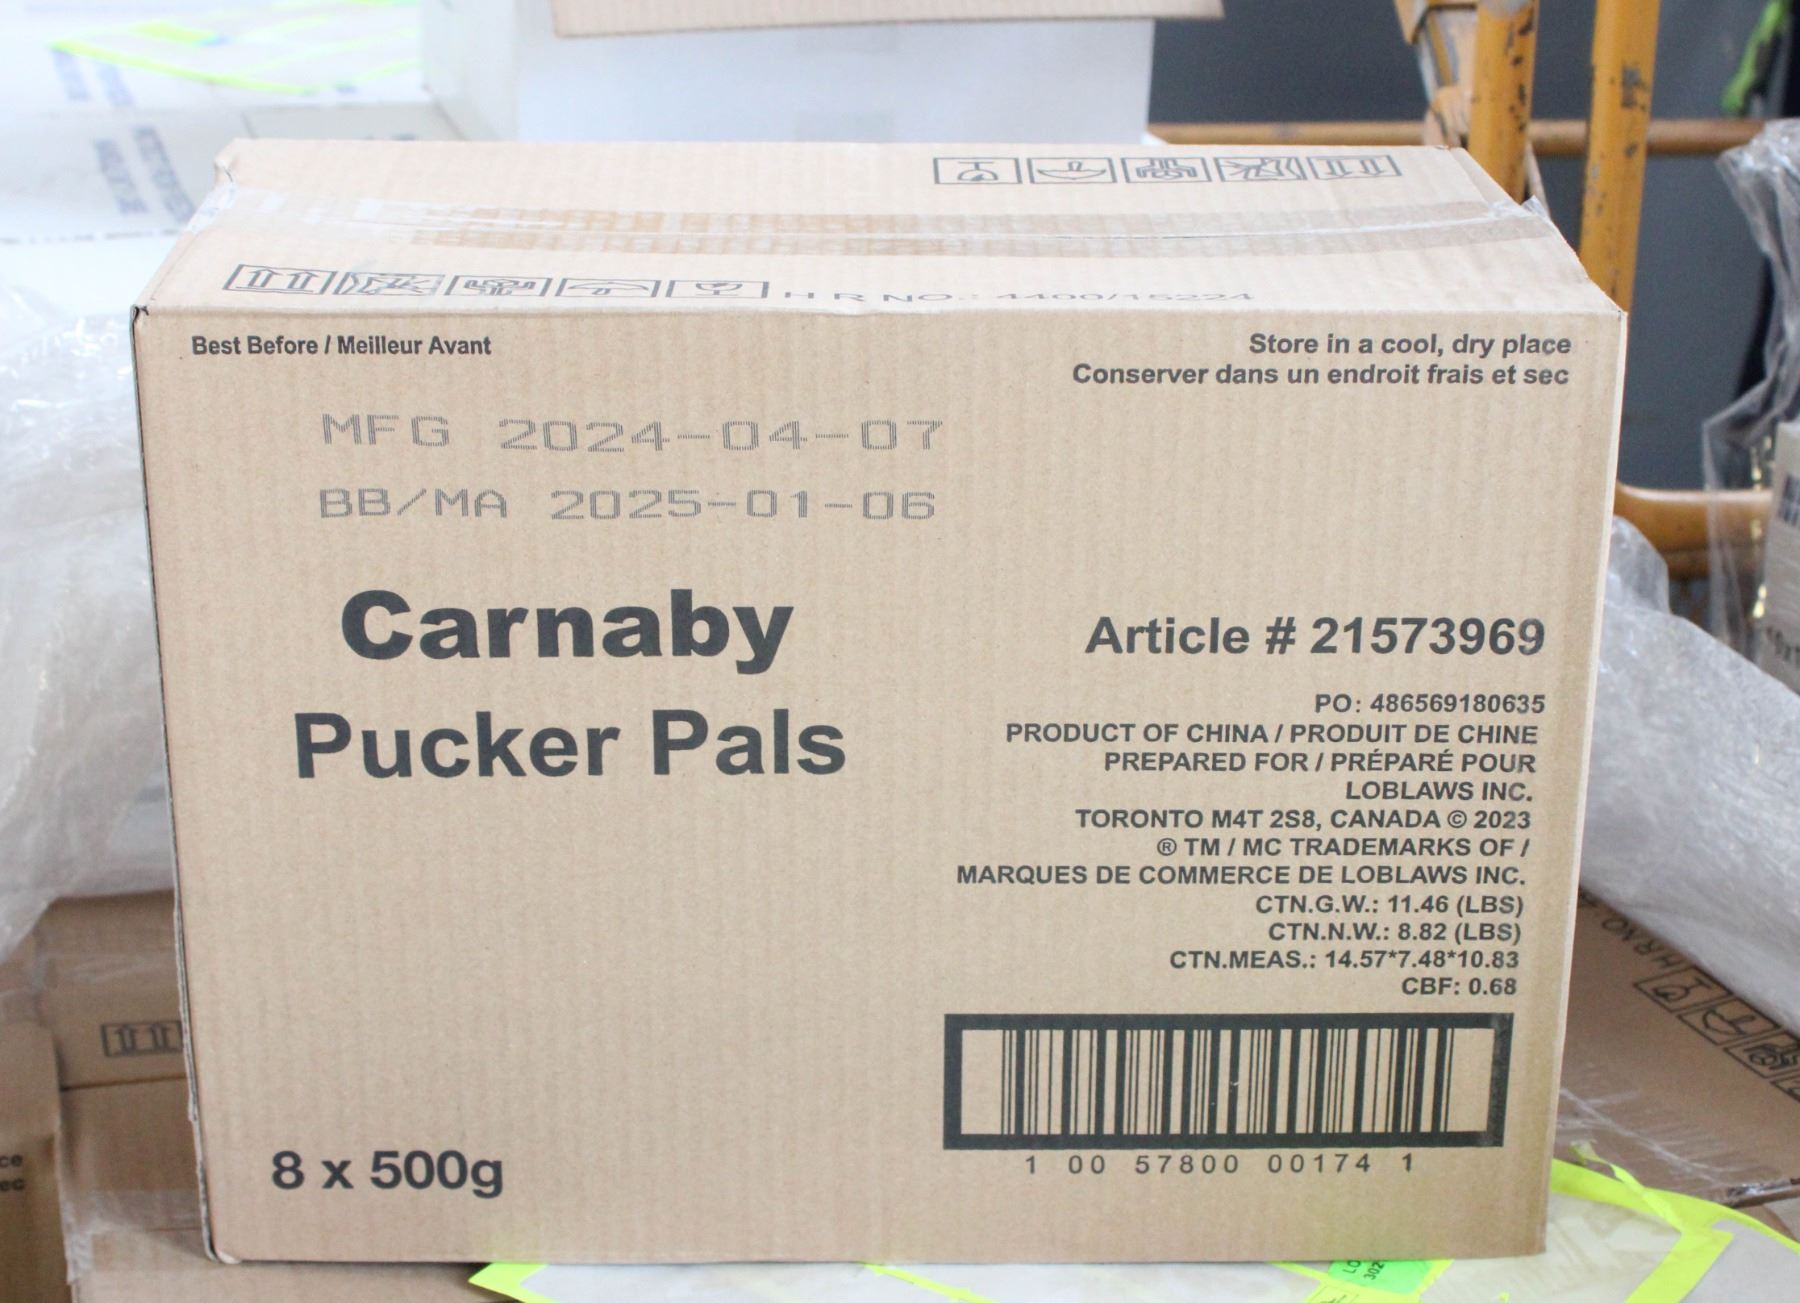 H R NO.: 4400/15224
Best Before / Meilleur Avant
Store in a cool, dry place
Conserver dans un endroit frais et sec
MFG 2024-04-07
BB/MA 2025-01-06
Carnaby
Pucker Pals
Article # 21573969
PO: 486569180635
PRODUCT OF CHINA / PRODUIT DE CHINE
PREPARED FOR / PRÉPARÉ POUR
LOBLAWS INC.
TORONTO M4T 2S8, CANADA © 2023
® TM / MC TRADEMARKS OF /
MARQUES DE COMMERCE DE LOBLAWS INC.
CTN.G.W.: 11.46 (LBS)
CTN.N.W.: 8.82 (LBS)
CTN.MEAS.: 14.57*7.48*10.83
CBF: 0.68
1 00 57800 00174 1
8 x 500g